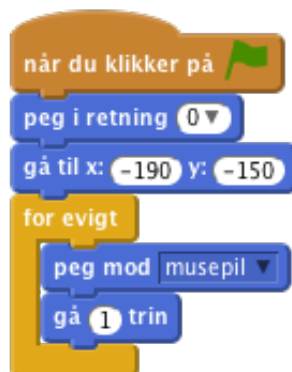 når du klikker på
peg i retning 0
gå til x: -190 y: -150
for evigt
peg mod musepil
gå 1 trin